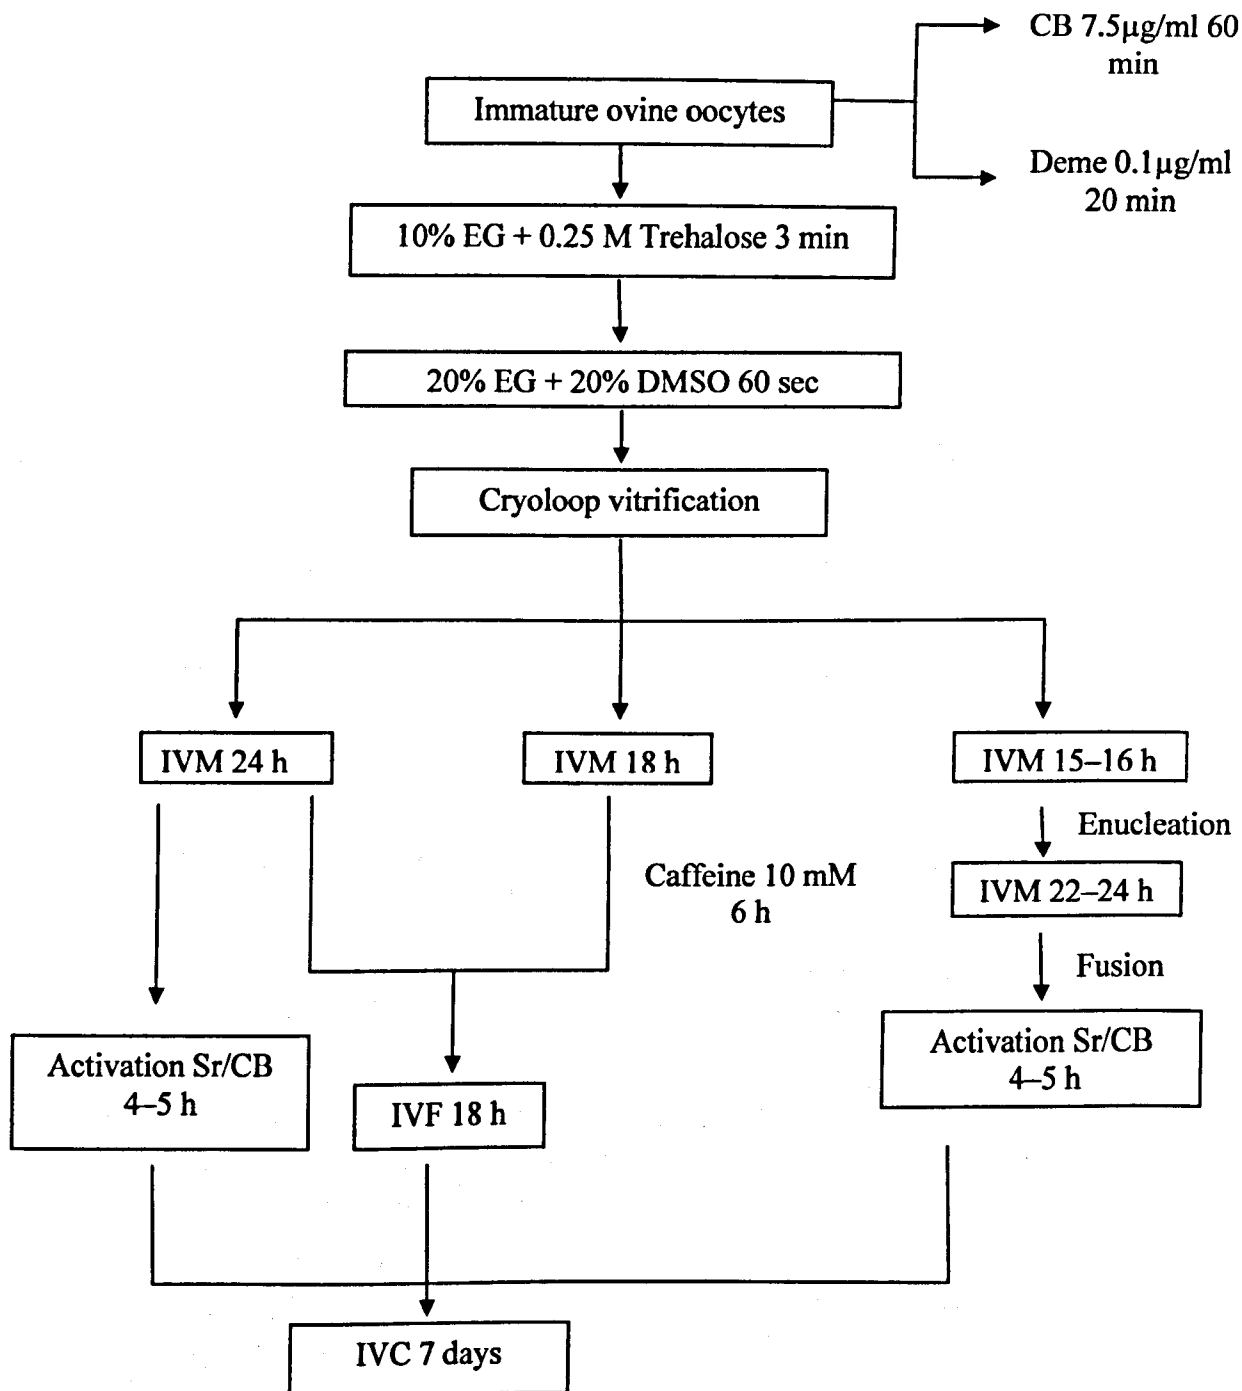 CB 7.5µg/ml 60
min
Immature ovine oocytes
Deme 0.1µg/ml
20 min
10% EG + 0.25 M Trehalose 3 min
20% EG + 20% DMSO 60 sec
Cryoloop vitrification
IVM 24 h
IVM 18 h
IVM 15–16 h
Enucleation
Caffeine 10 mM
6 h
IVM 22–24 h
Fusion
Activation Sr/CB
4–5 h
IVF 18 h
Activation Sr/CB
4–5 h
IVC 7 days